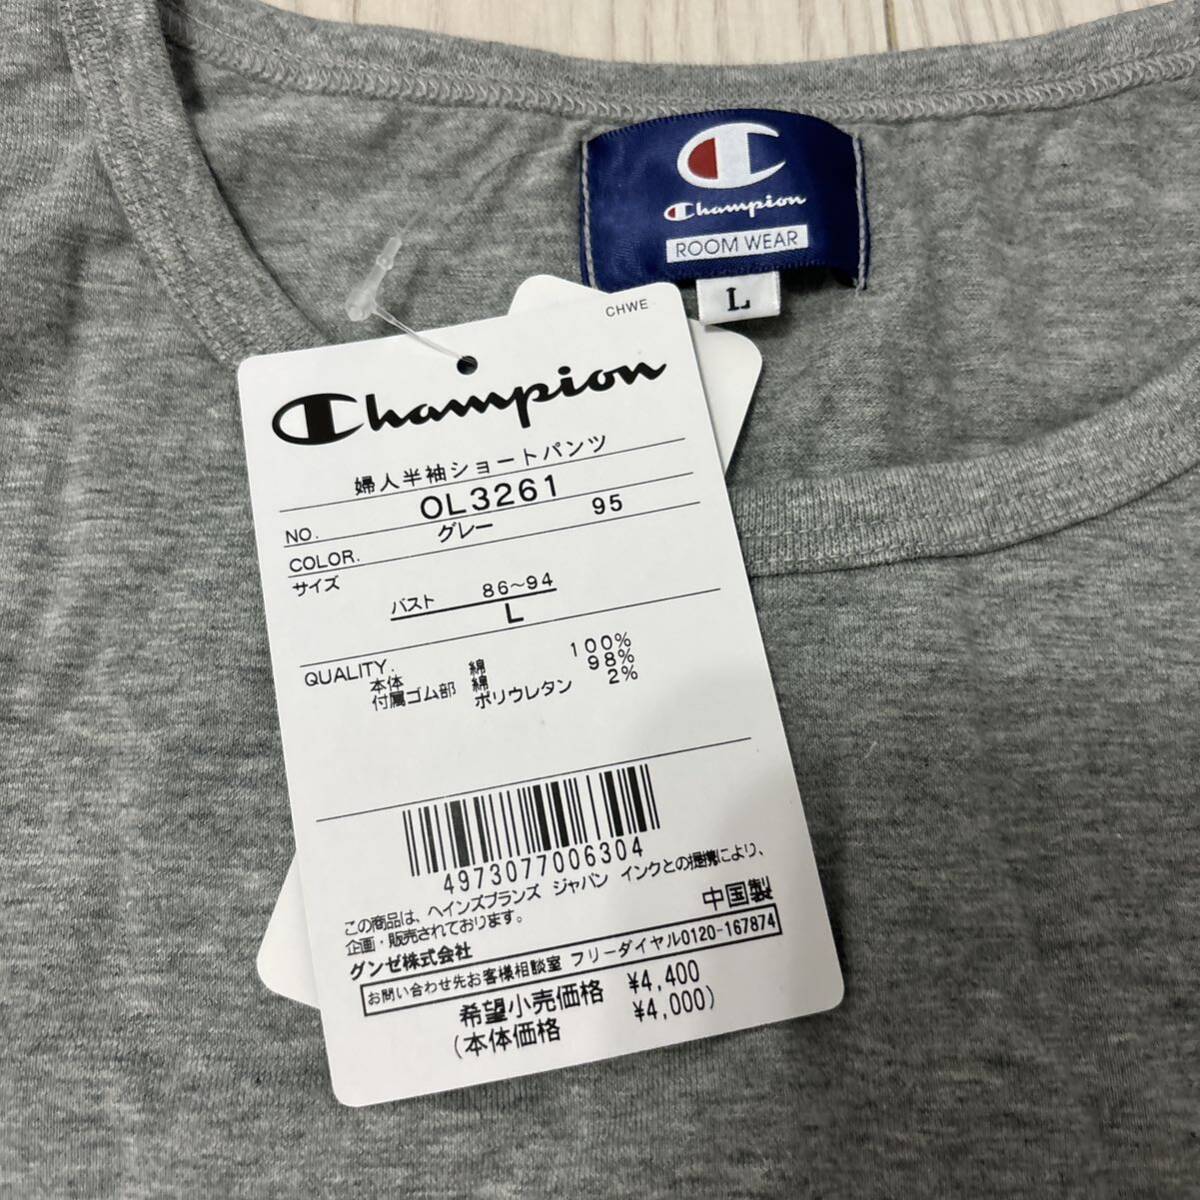 Champion
ROOM WEAR
L
CHWE
Champion
婦人半袖ショートパンツ
NO. OL3261
COLOR. グレー 95
サイズ
バスト 86~94
L
QUALITY.
本体 綿 100%
付属ゴム部 綿 98%
ポリウレタン 2%
4973077006304
この商品は、ヘインズブランズ ジャパン インクとの提携により、
企画・販売されております。
グンゼ株式会社 中国製
お問い合わせ先お客様相談室 フリーダイヤル0120-167874
希望小売価格 ¥4,400
(本体価格 ¥4,000)